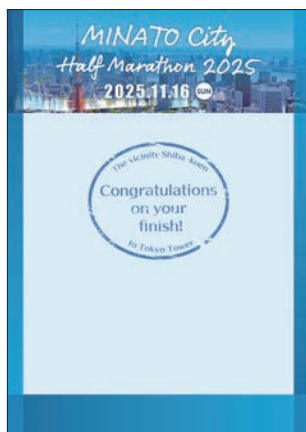 MINATO City
Half Marathon 2025
2025.11.16 SUN
The vicinity Shiba-koen
Congratulations
on your
finish!
to Tokyo Tower